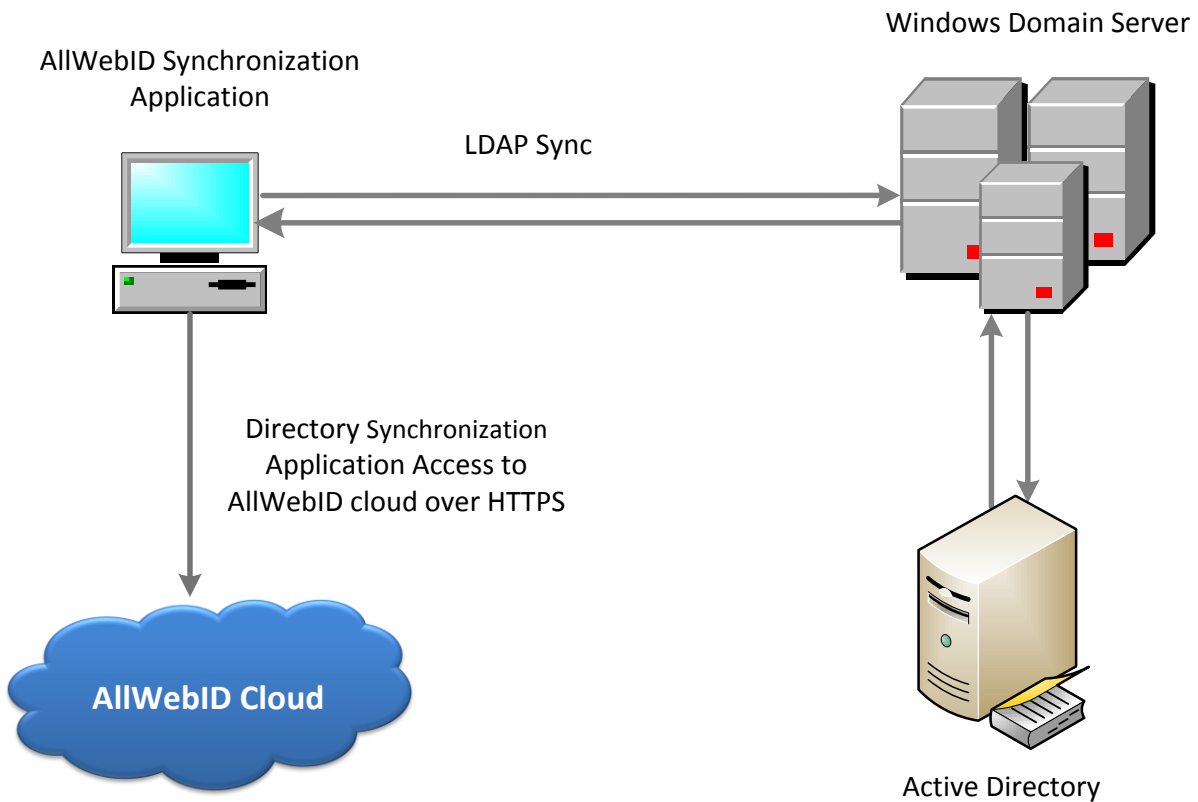 Windows Domain Server
AllWebID Synchronization
Application
LDAP Sync
Directory Synchronization
Application Access to
AllWebID cloud over HTTPS
AllWebID Cloud
Active Directory